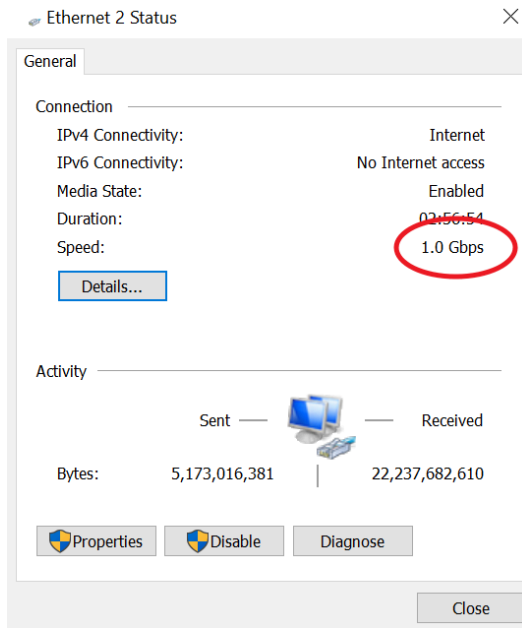 Ethernet 2 Status
General
Connection
IPv4 Connectivity: Internet
IPv6 Connectivity: No Internet access
Media State: Enabled
Duration: 02:56:54
Speed: 1.0 Gbps
Details...
Activity
Sent Received
Bytes: 5,173,016,381 22,237,682,610
Properties Disable Diagnose
Close